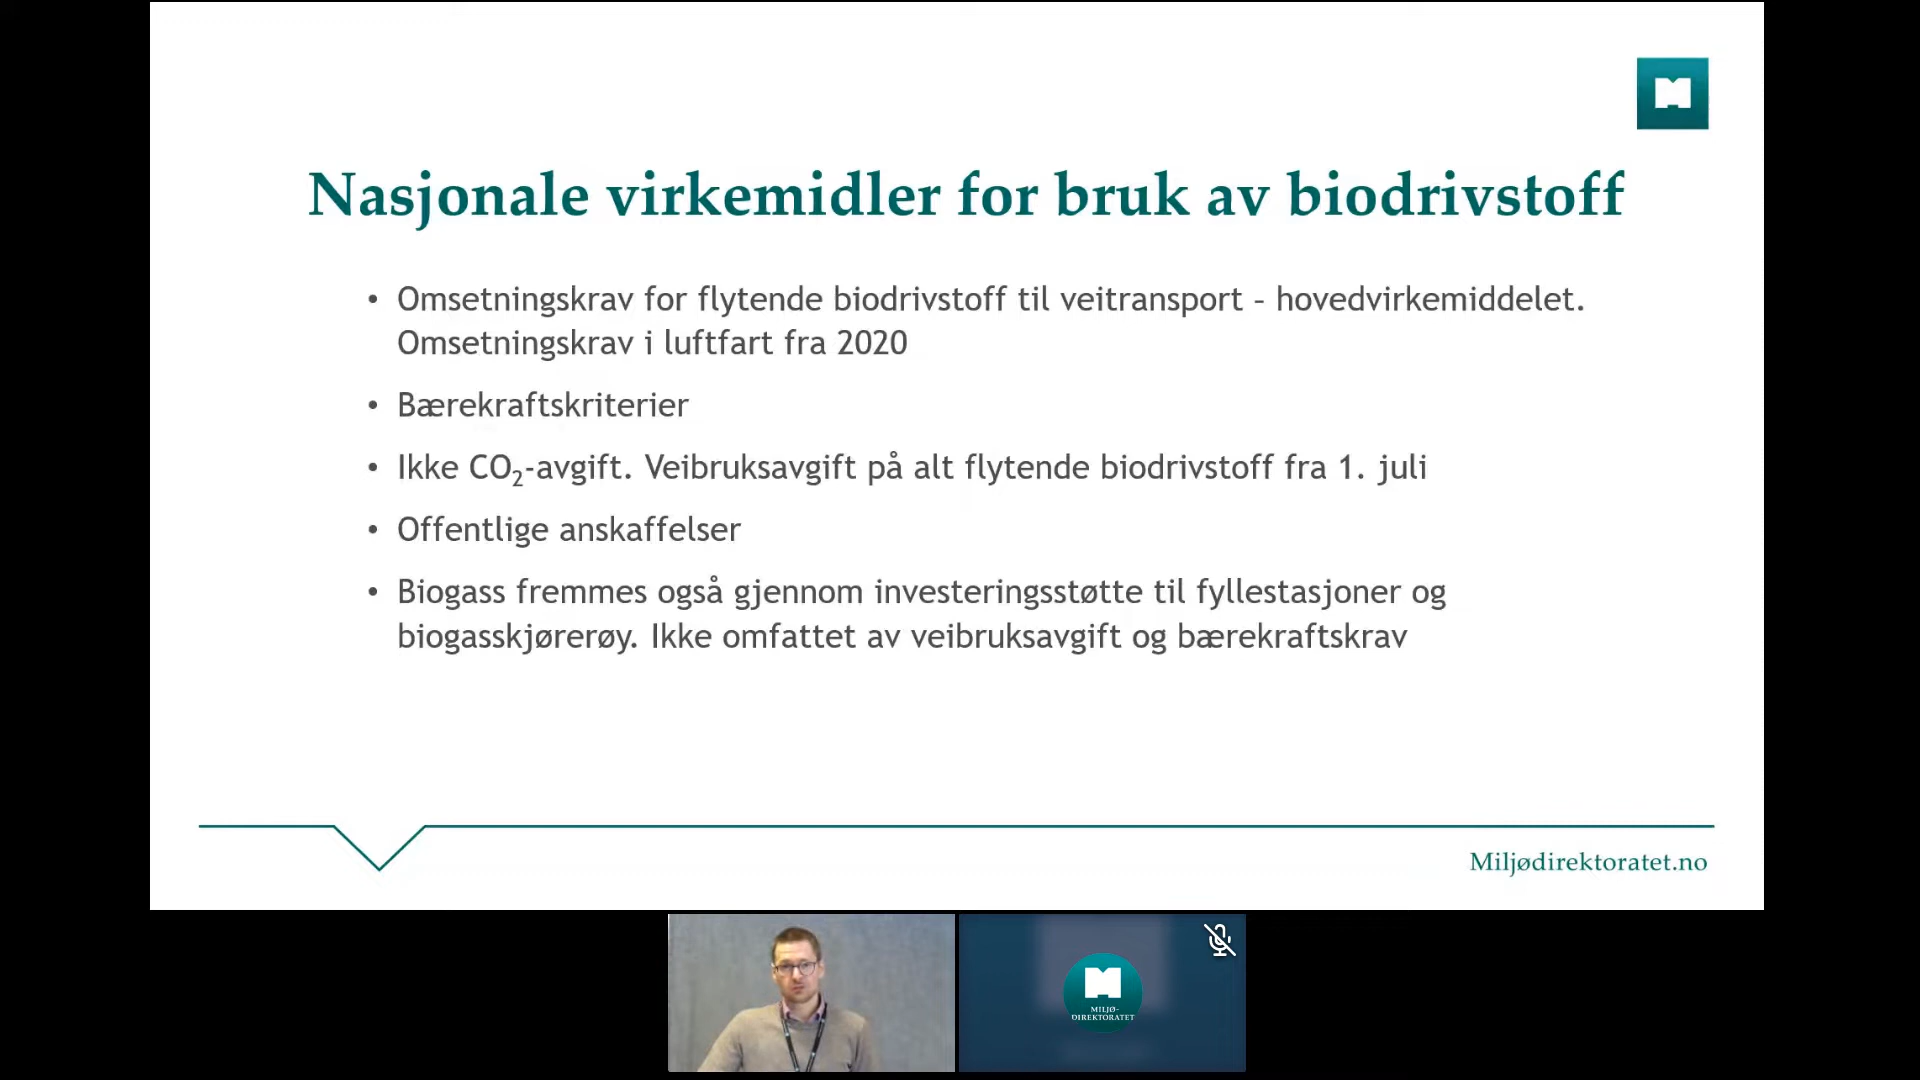 Nasjonale virkemidler for bruk av biodrivstoff
• Omsetningskrav for flytende biodrivstoff til veitransport – hovedvirkemiddelet.
Omsetningskrav i luftfart fra 2020
• Bærekraftskriterier
• Ikke CO₂-avgift. Veibruksavgift på alt flytende biodrivstoff fra 1. juli
• Offentlige anskaffelser
• Biogass fremmes også gjennom investeringsstøtte til fyllestasjoner og
biogasskjørerøy. Ikke omfattet av veibruksavgift og bærekraftskrav
Miljødirektoratet.no
MILJØ-
DIREKTORATET